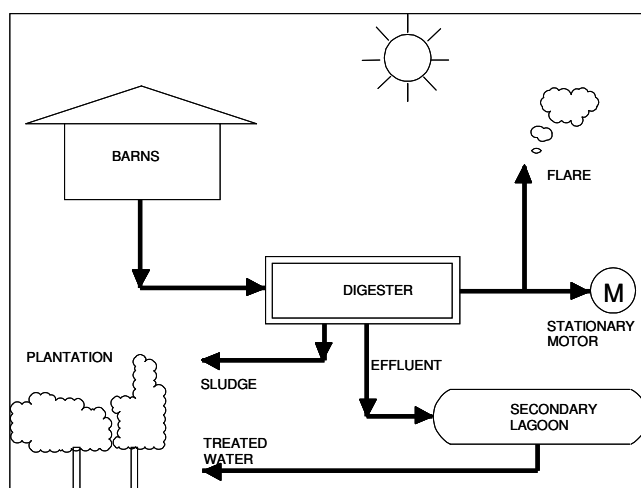 BARNS
FLARE
DIGESTER
M
STATIONARY
MOTOR
PLANTATION
SLUDGE
EFFLUENT
SECONDARY
LAGOON
TREATED
WATER